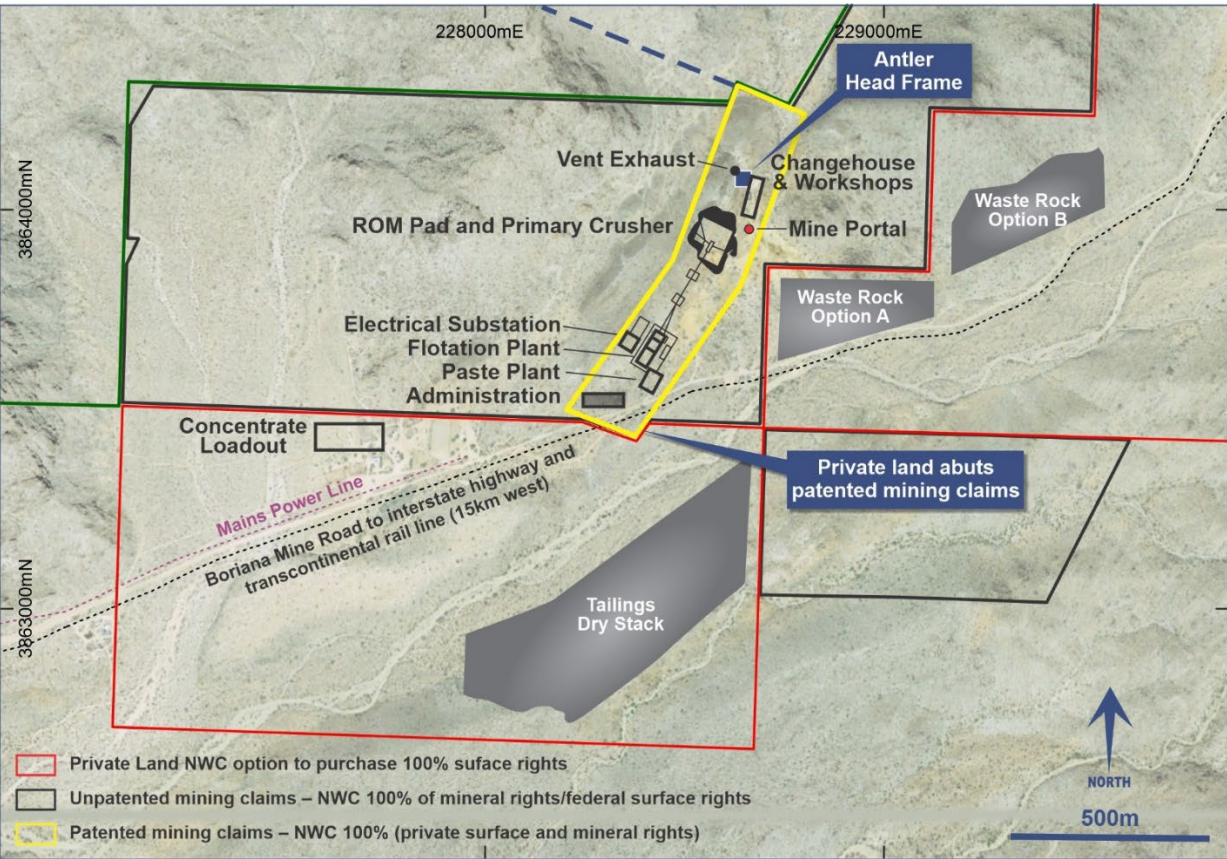 228000mE
229000mE
Antler
Head Frame
Vent Exhaust
Changehouse
& Workshops
3864000mN
ROM Pad and Primary Crusher
Mine Portal
Waste Rock
Option B
Waste Rock
Option A
Electrical Substation
Flotation Plant
Paste Plant
Administration
Concentrate
Loadout
Private land abuts
patented mining claims
Mains Power Line
Boriana Mine Road to interstate highway and
transcontinental rail line (15km west)
3863000mN
Tailings
Dry Stack
Private Land NWC option to purchase 100% suface rights
Unpatented mining claims – NWC 100% of mineral rights/federal surface rights
Patented mining claims – NWC 100% (private surface and mineral rights)
NORTH
500m